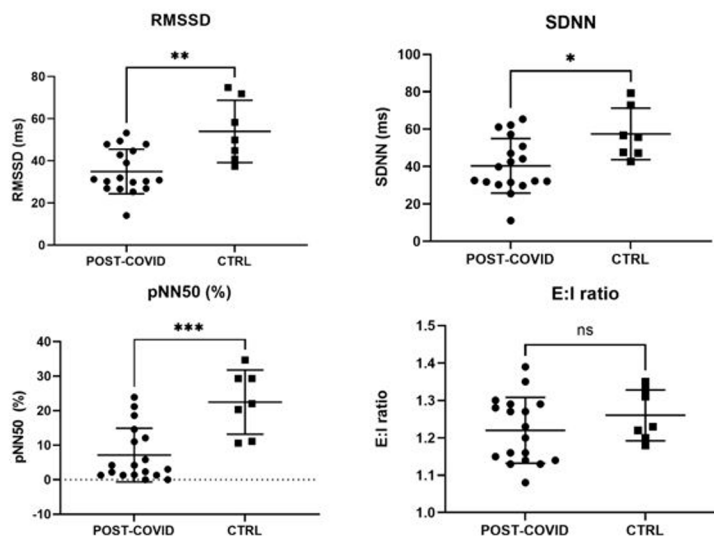 RMSSD
**
80
60
40
20
0
RMSSD (ms)
POST-COVID CTRL
SDNN
*
100
80
60
40
20
0
SDNN (ms)
POST-COVID CTRL
pNN50 (%)
***
40
30
20
10
0
-10
pNN50 (%)
POST-COVID CTRL
E:I ratio
ns
1.5
1.4
1.3
1.2
1.1
1.0
E:I ratio
POST-COVID CTRL